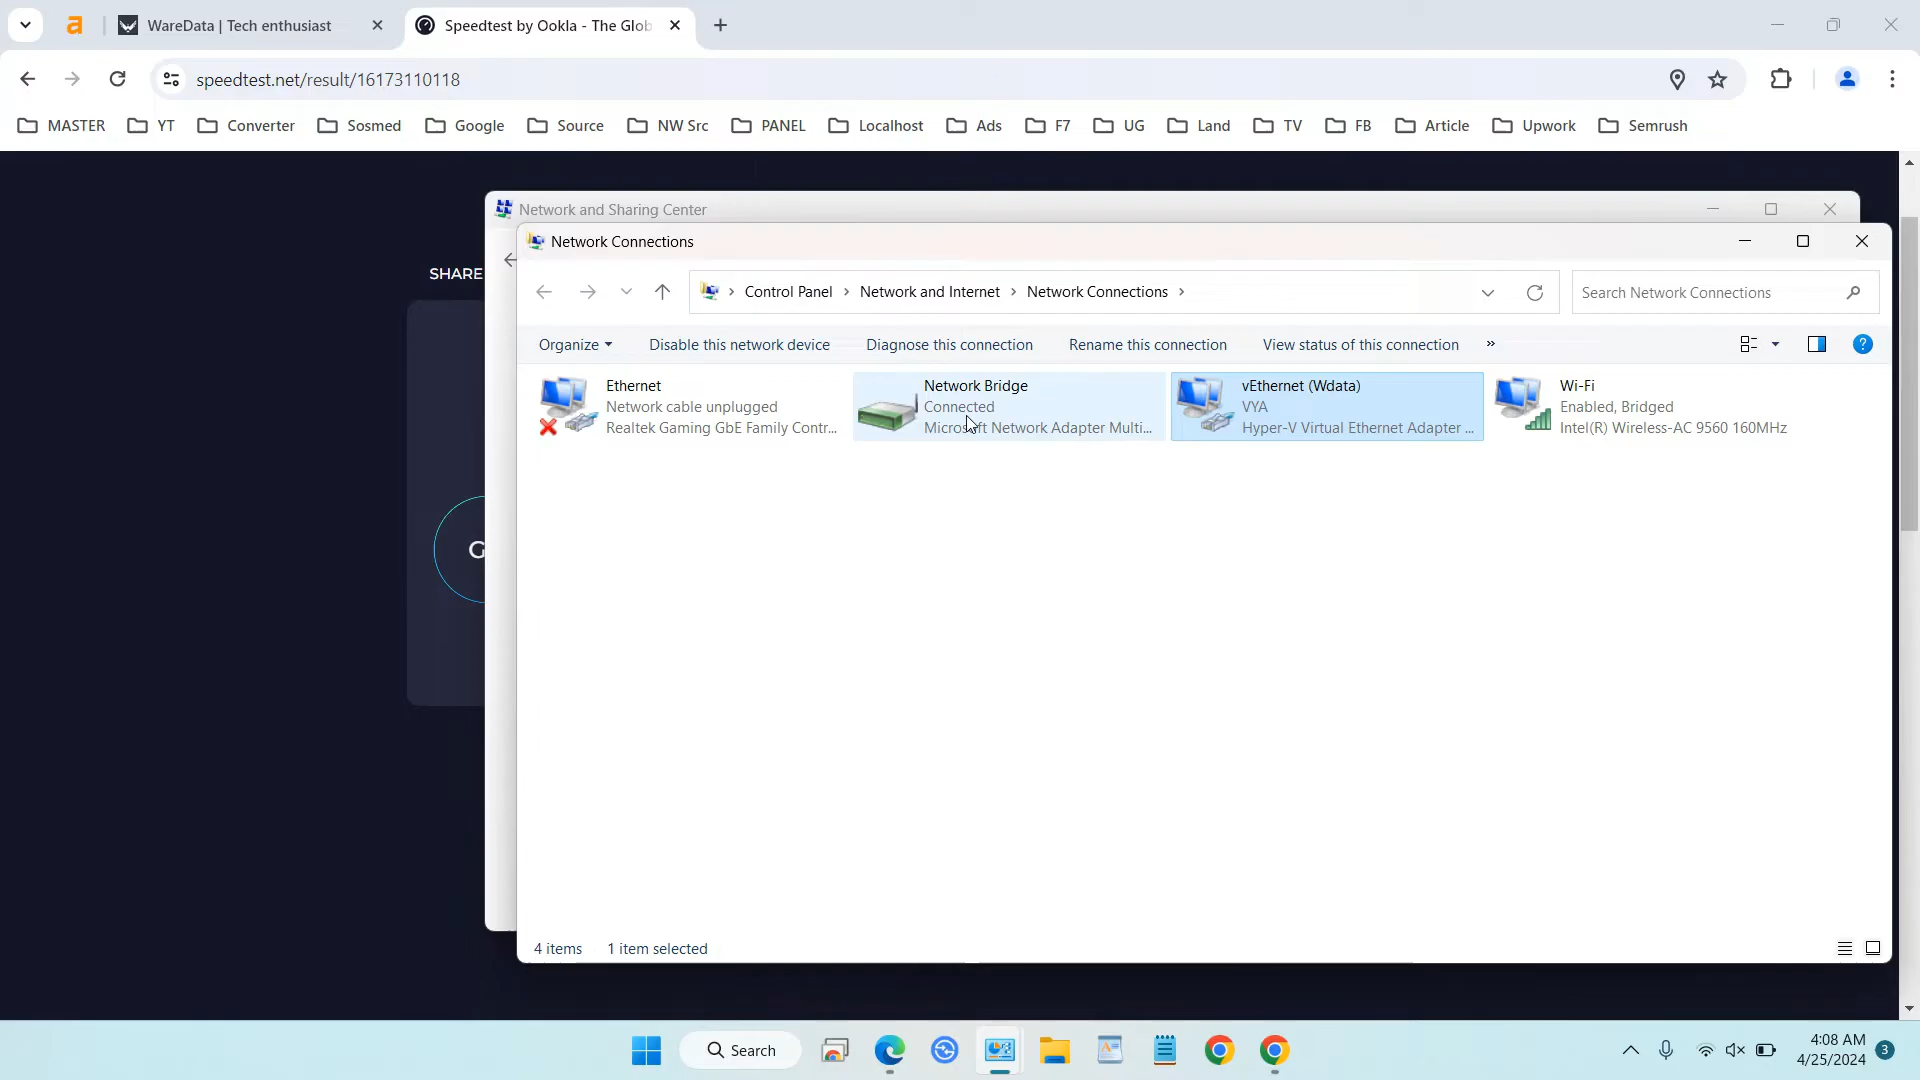 WareData | Tech enthusiast
Speedtest by Ookla - The Glob
speedtest.net/result/16173110118
MASTER
YT
Converter
Sosmed
Google
Source
NW Src
PANEL
Localhost
Ads
F7
UG
Land
TV
FB
Article
Upwork
Semrush
Network and Sharing Center
SHARE
Network Connections
Control Panel > Network and Internet > Network Connections >
Search Network Connections
Organize
Disable this network device
Diagnose this connection
Rename this connection
View status of this connection
»
Ethernet
Network cable unplugged
Realtek Gaming GbE Family Contr...
Network Bridge
Connected
Microsoft Network Adapter Multi...
vEthernet (Wdata)
VYA
Hyper-V Virtual Ethernet Adapter ...
Wi-Fi
Enabled, Bridged
Intel(R) Wireless-AC 9560 160MHz
G
4 items
1 item selected
Search
4:08 AM
4/25/2024
3